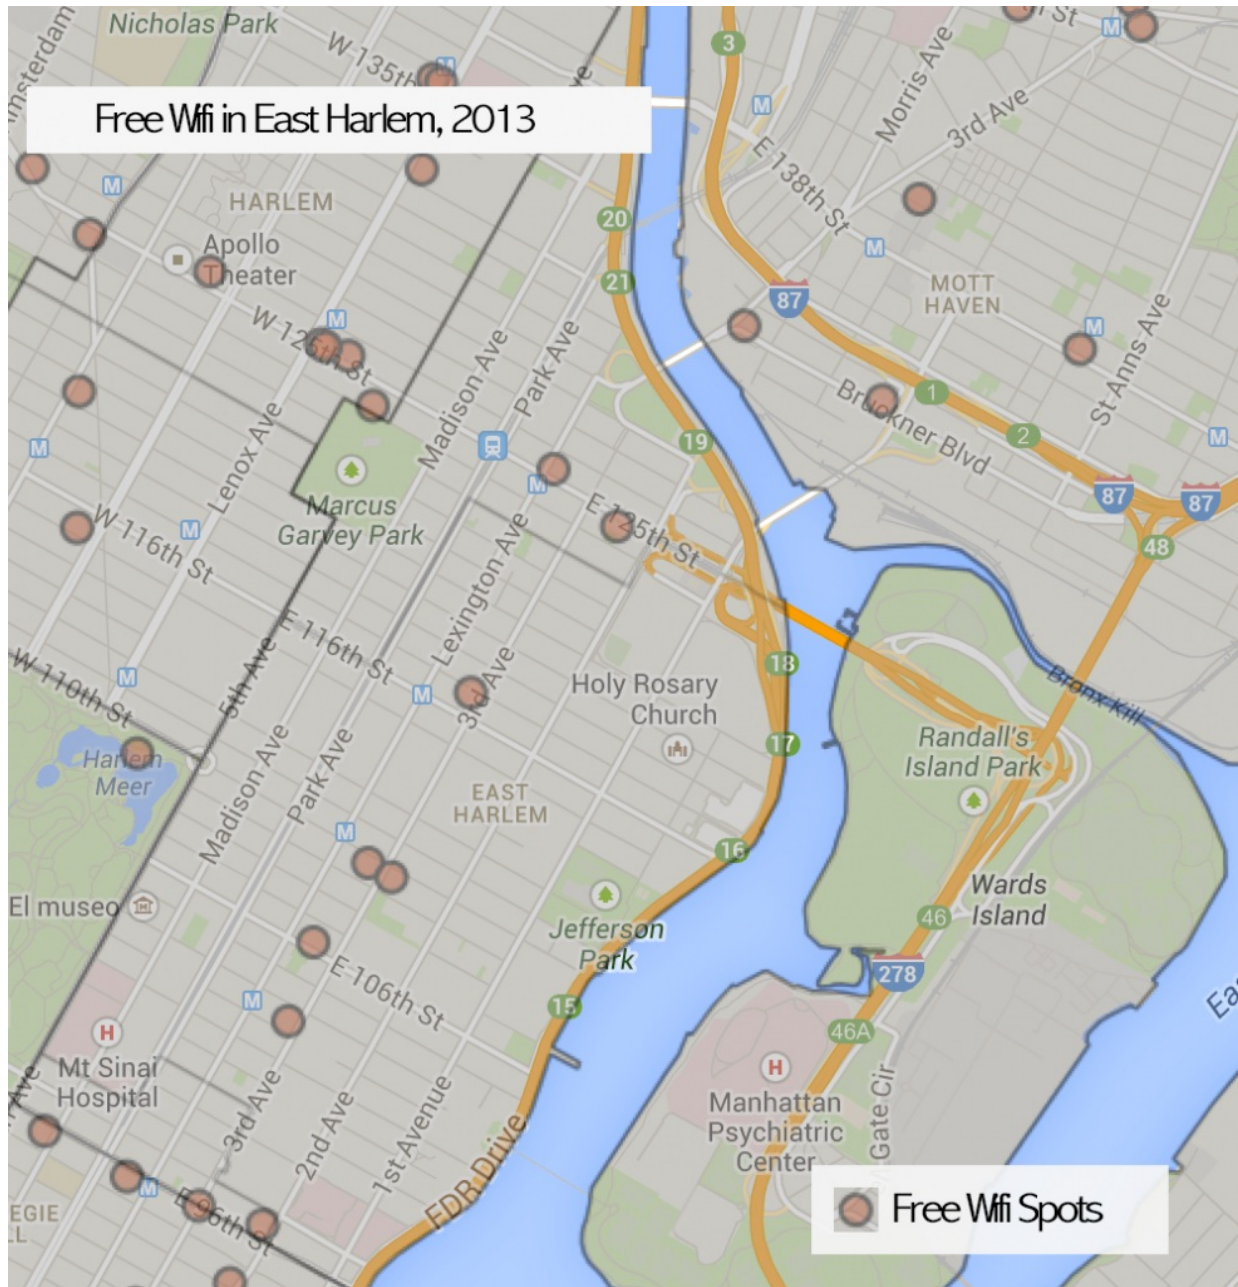 Nicholas Park
Amsterdam
W 135th
3
M
Morris Ave
3rd Ave
Free Wifi in East Harlem, 2013
M
E 138th St
M
HARLEM
20
M
Apollo
Theater
21
87
MOTT
HAVEN
M
W 125th St
M
Park Ave
Madison Ave
St Anns Ave
1
Bruckner Blvd
2
M
Lenox Ave
M
19
87
87
M
Marcus
Garvey Park
W 116th St
M
E 125th St
48
Lexington Ave
E 116th St
W 110th St
M
5th Ave
M
3rd Ave
18
Holy Rosary
Church
Bronx Kill
17
Randall's
Island Park
Harlem
Meer
Madison Ave
Park Ave
EAST
HARLEM
M
16
Wards
Island
El museo
46
Jefferson
Park
E 106th St
278
M
15
46A
H
Mt Sinai
Hospital
H
Manhattan
Psychiatric
Center
Gate Cir
3rd Ave
2nd Ave
1st Avenue
FDR Drive
M
E 96th St
Free Wifi Spots